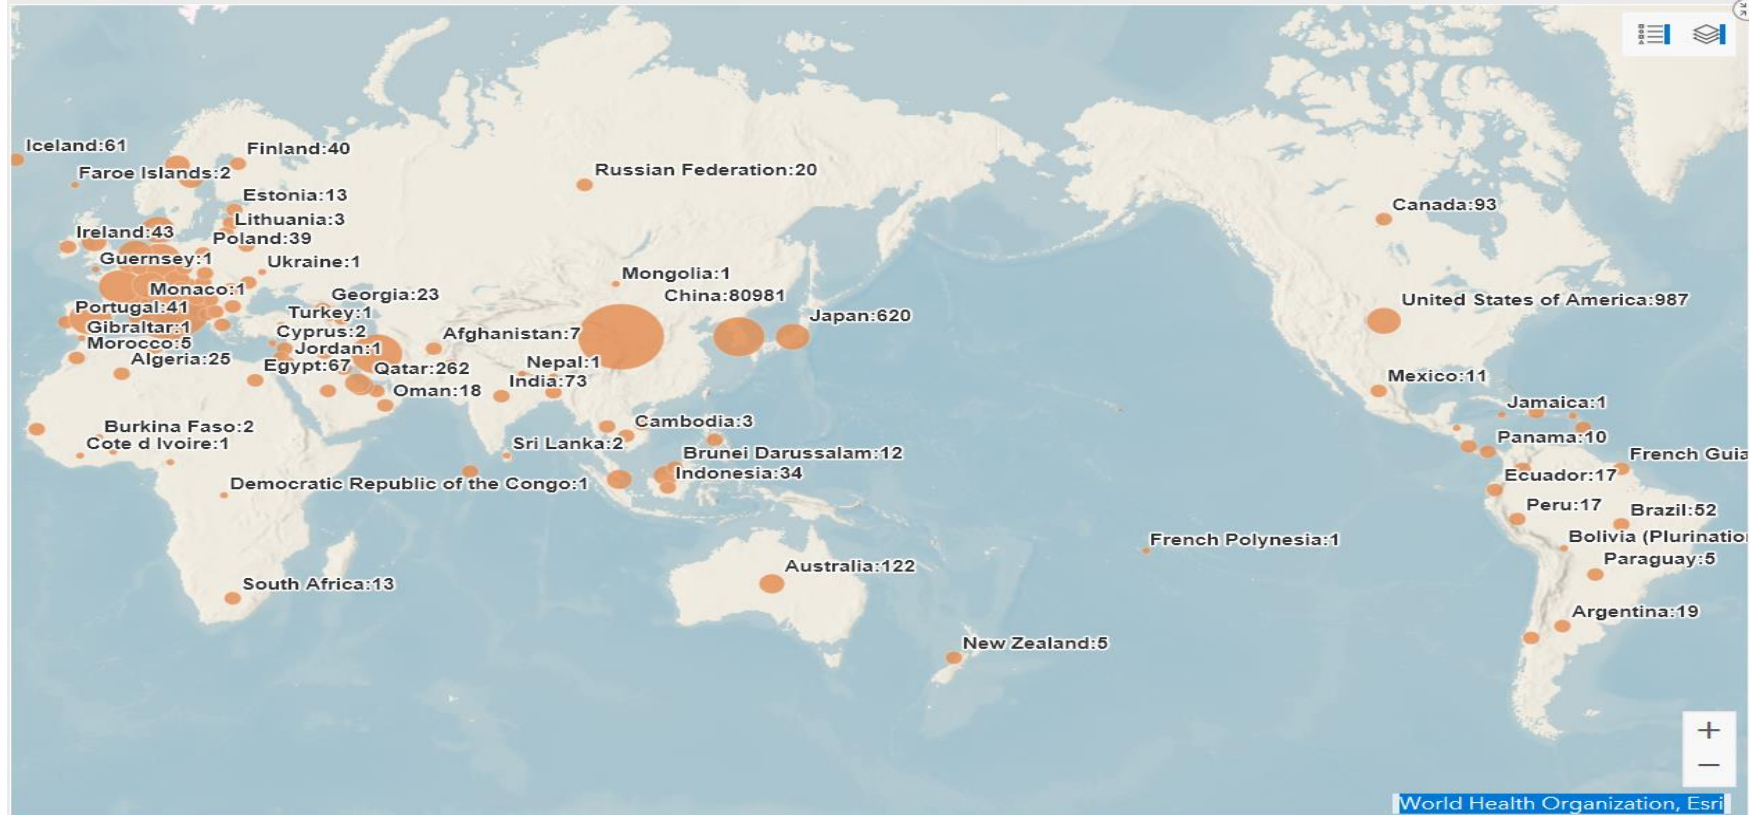 Iceland:61
Finland:40
Faroe Islands:2
Russian Federation:20
Estonia:13
Canada:93
Lithuania:3
Ireland:43
Poland:39
Guernsey:1
Ukraine:1
Mongolia:1
Monaco:1
Georgia:23
China:80981
United States of America:987
Portugal:41
Turkey:1
Japan:620
Gibraltar:1
Cyprus:2
Afghanistan:7
Morocco:5
Jordan:1
Algeria:25
Egypt:67
Qatar:262
Nepal:1
Mexico:11
India:73
Oman:18
Jamaica:1
Burkina Faso:2
Cambodia:3
Cote d Ivoire:1
Sri Lanka:2
Panama:10
Brunei Darussalam:12
French Guia
Indonesia:34
Ecuador:17
Democratic Republic of the Congo:1
Peru:17
Brazil:52
Bolivia (Plurinatio
French Polynesia:1
Paraguay:5
Australia:122
South Africa:13
Argentina:19
New Zealand:5
World Health Organization, Esri